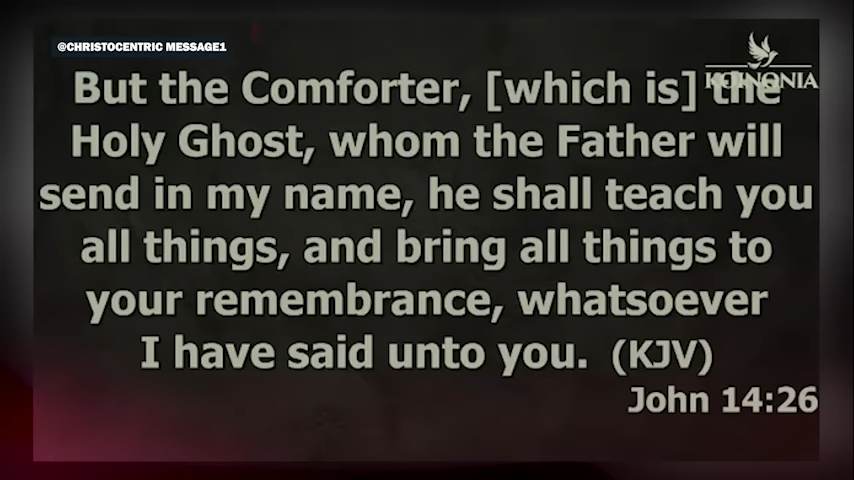 @CHRISTOCENTRIC MESSAGE1
KOINONIA
But the Comforter, [which is] the
Holy Ghost, whom the Father will
send in my name, he shall teach you
all things, and bring all things to
your remembrance, whatsoever
I have said unto you. (KJV)
John 14:26